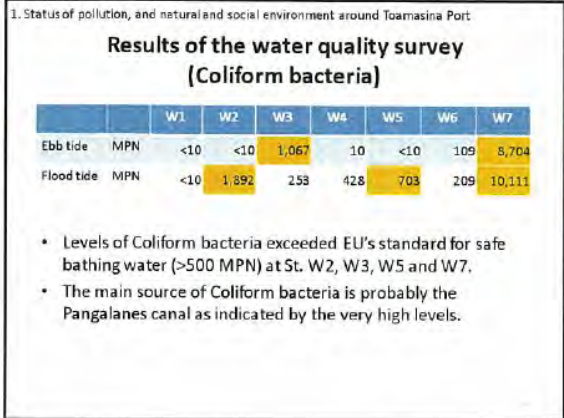 1. Status of pollution, and natural and social environment around Toamasina Port
Results of the water quality survey
(Coliform bacteria)
W1 W2 W3 W4 W5 W6 W7
Ebb tide MPN <10 <10 1,067 10 <10 109 8,704
Flood tide MPN <10 1,892 253 428 703 209 10,111
• Levels of Coliform bacteria exceeded EU's standard for safe
bathing water (>500 MPN) at St. W2, W3, W5 and W7.
• The main source of Coliform bacteria is probably the
Pangalanes canal as indicated by the very high levels.